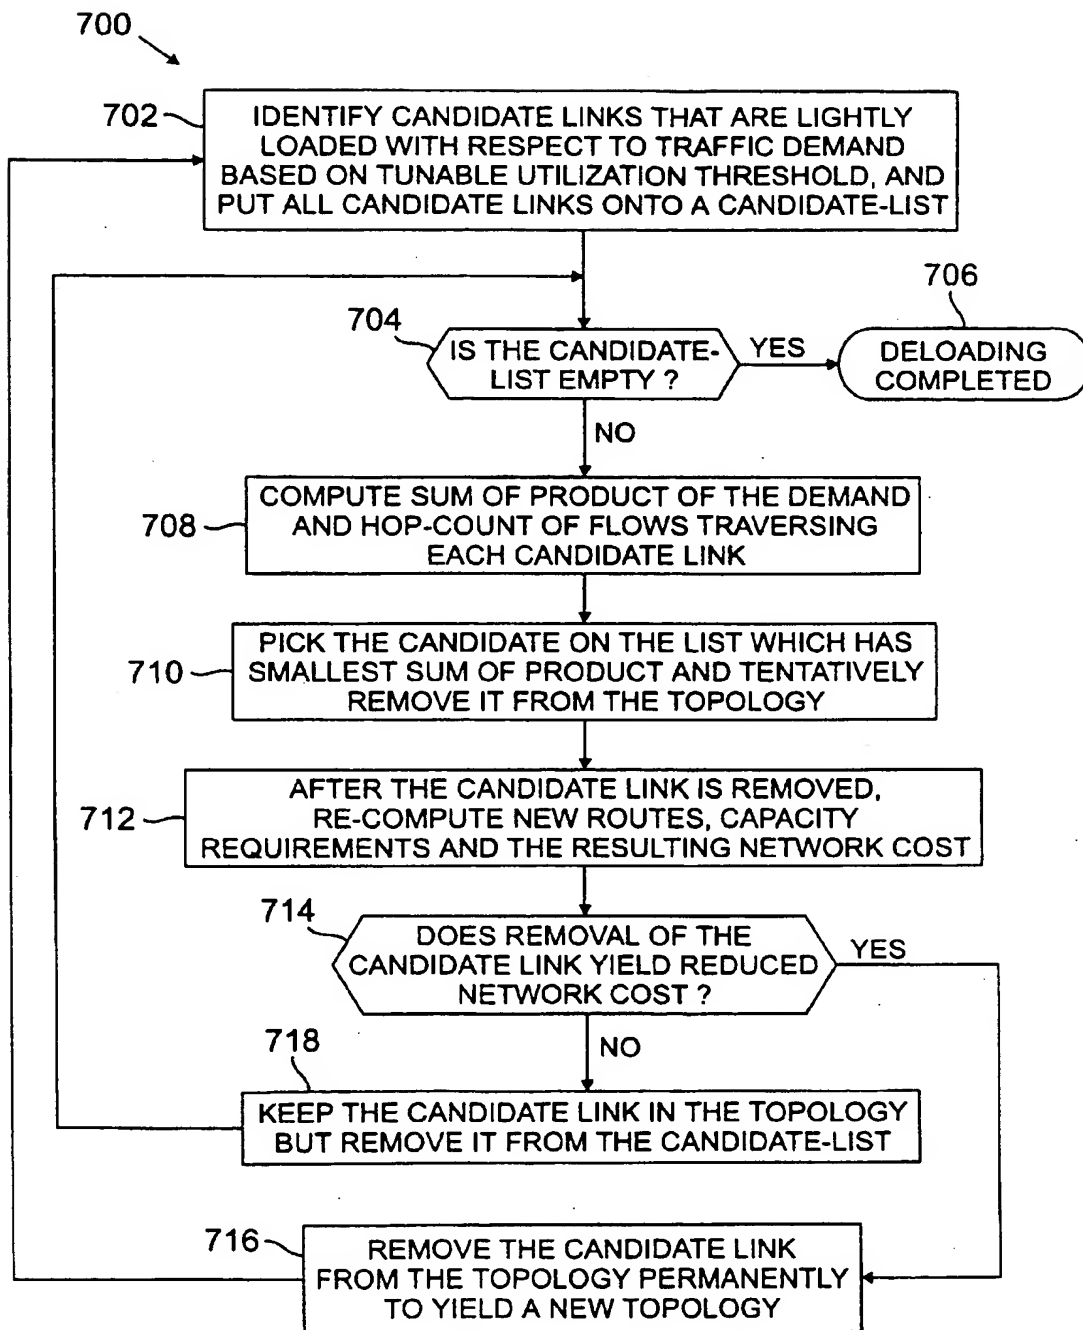 700
702
IDENTIFY CANDIDATE LINKS THAT ARE LIGHTLY
LOADED WITH RESPECT TO TRAFFIC DEMAND
BASED ON TUNABLE UTILIZATION THRESHOLD, AND
PUT ALL CANDIDATE LINKS ONTO A CANDIDATE-LIST
704
IS THE CANDIDATE-
LIST EMPTY ?
YES
706
DELOADING
COMPLETED
NO
708
COMPUTE SUM OF PRODUCT OF THE DEMAND
AND HOP-COUNT OF FLOWS TRAVERSING
EACH CANDIDATE LINK
710
PICK THE CANDIDATE ON THE LIST WHICH HAS
SMALLEST SUM OF PRODUCT AND TENTATIVELY
REMOVE IT FROM THE TOPOLOGY
712
AFTER THE CANDIDATE LINK IS REMOVED,
RE-COMPUTE NEW ROUTES, CAPACITY
REQUIREMENTS AND THE RESULTING NETWORK COST
714
DOES REMOVAL OF THE
CANDIDATE LINK YIELD REDUCED
NETWORK COST ?
YES
NO
718
KEEP THE CANDIDATE LINK IN THE TOPOLOGY
BUT REMOVE IT FROM THE CANDIDATE-LIST
716
REMOVE THE CANDIDATE LINK
FROM THE TOPOLOGY PERMANENTLY
TO YIELD A NEW TOPOLOGY